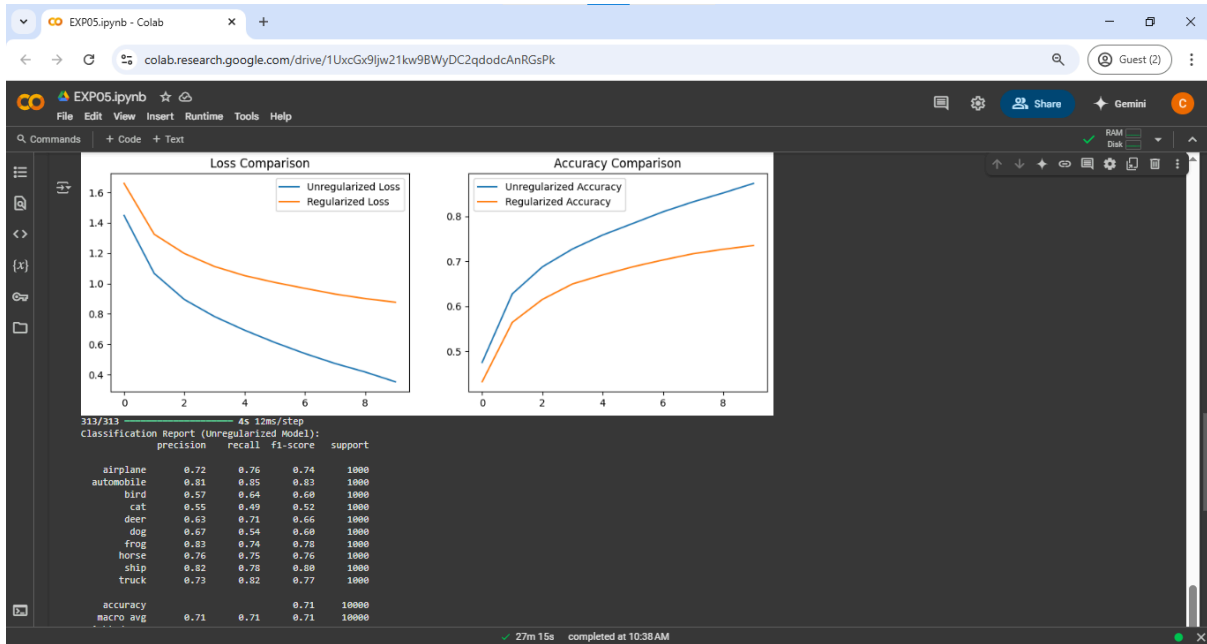 EXP05.ipynb - Colab
colab.research.google.com/drive/1UxcGx9Ijw21kw9BWyDC2qdodcAnRGsPk
Guest (2)
EXP05.ipynb
File Edit View Insert Runtime Tools Help
Share
Gemini
C
Commands + Code + Text
RAM
Disk
Loss Comparison
Unregularized Loss
Regularized Loss
1.6
1.4
1.2
1.0
0.8
0.6
0.4
0 2 4 6 8
Accuracy Comparison
Unregularized Accuracy
Regularized Accuracy
0.8
0.7
0.6
0.5
0 2 4 6 8
313/313 4s 12ms/step
Classification Report (Unregularized Model):
precision recall f1-score support
airplane 0.72 0.76 0.74 1000
automobile 0.81 0.85 0.83 1000
bird 0.57 0.64 0.60 1000
cat 0.55 0.49 0.52 1000
deer 0.63 0.71 0.66 1000
dog 0.67 0.54 0.60 1000
frog 0.83 0.74 0.78 1000
horse 0.76 0.75 0.76 1000
ship 0.82 0.78 0.80 1000
truck 0.73 0.82 0.77 1000
accuracy 0.71 10000
macro avg 0.71 0.71 0.71 10000
27m 15s completed at 10:38 AM